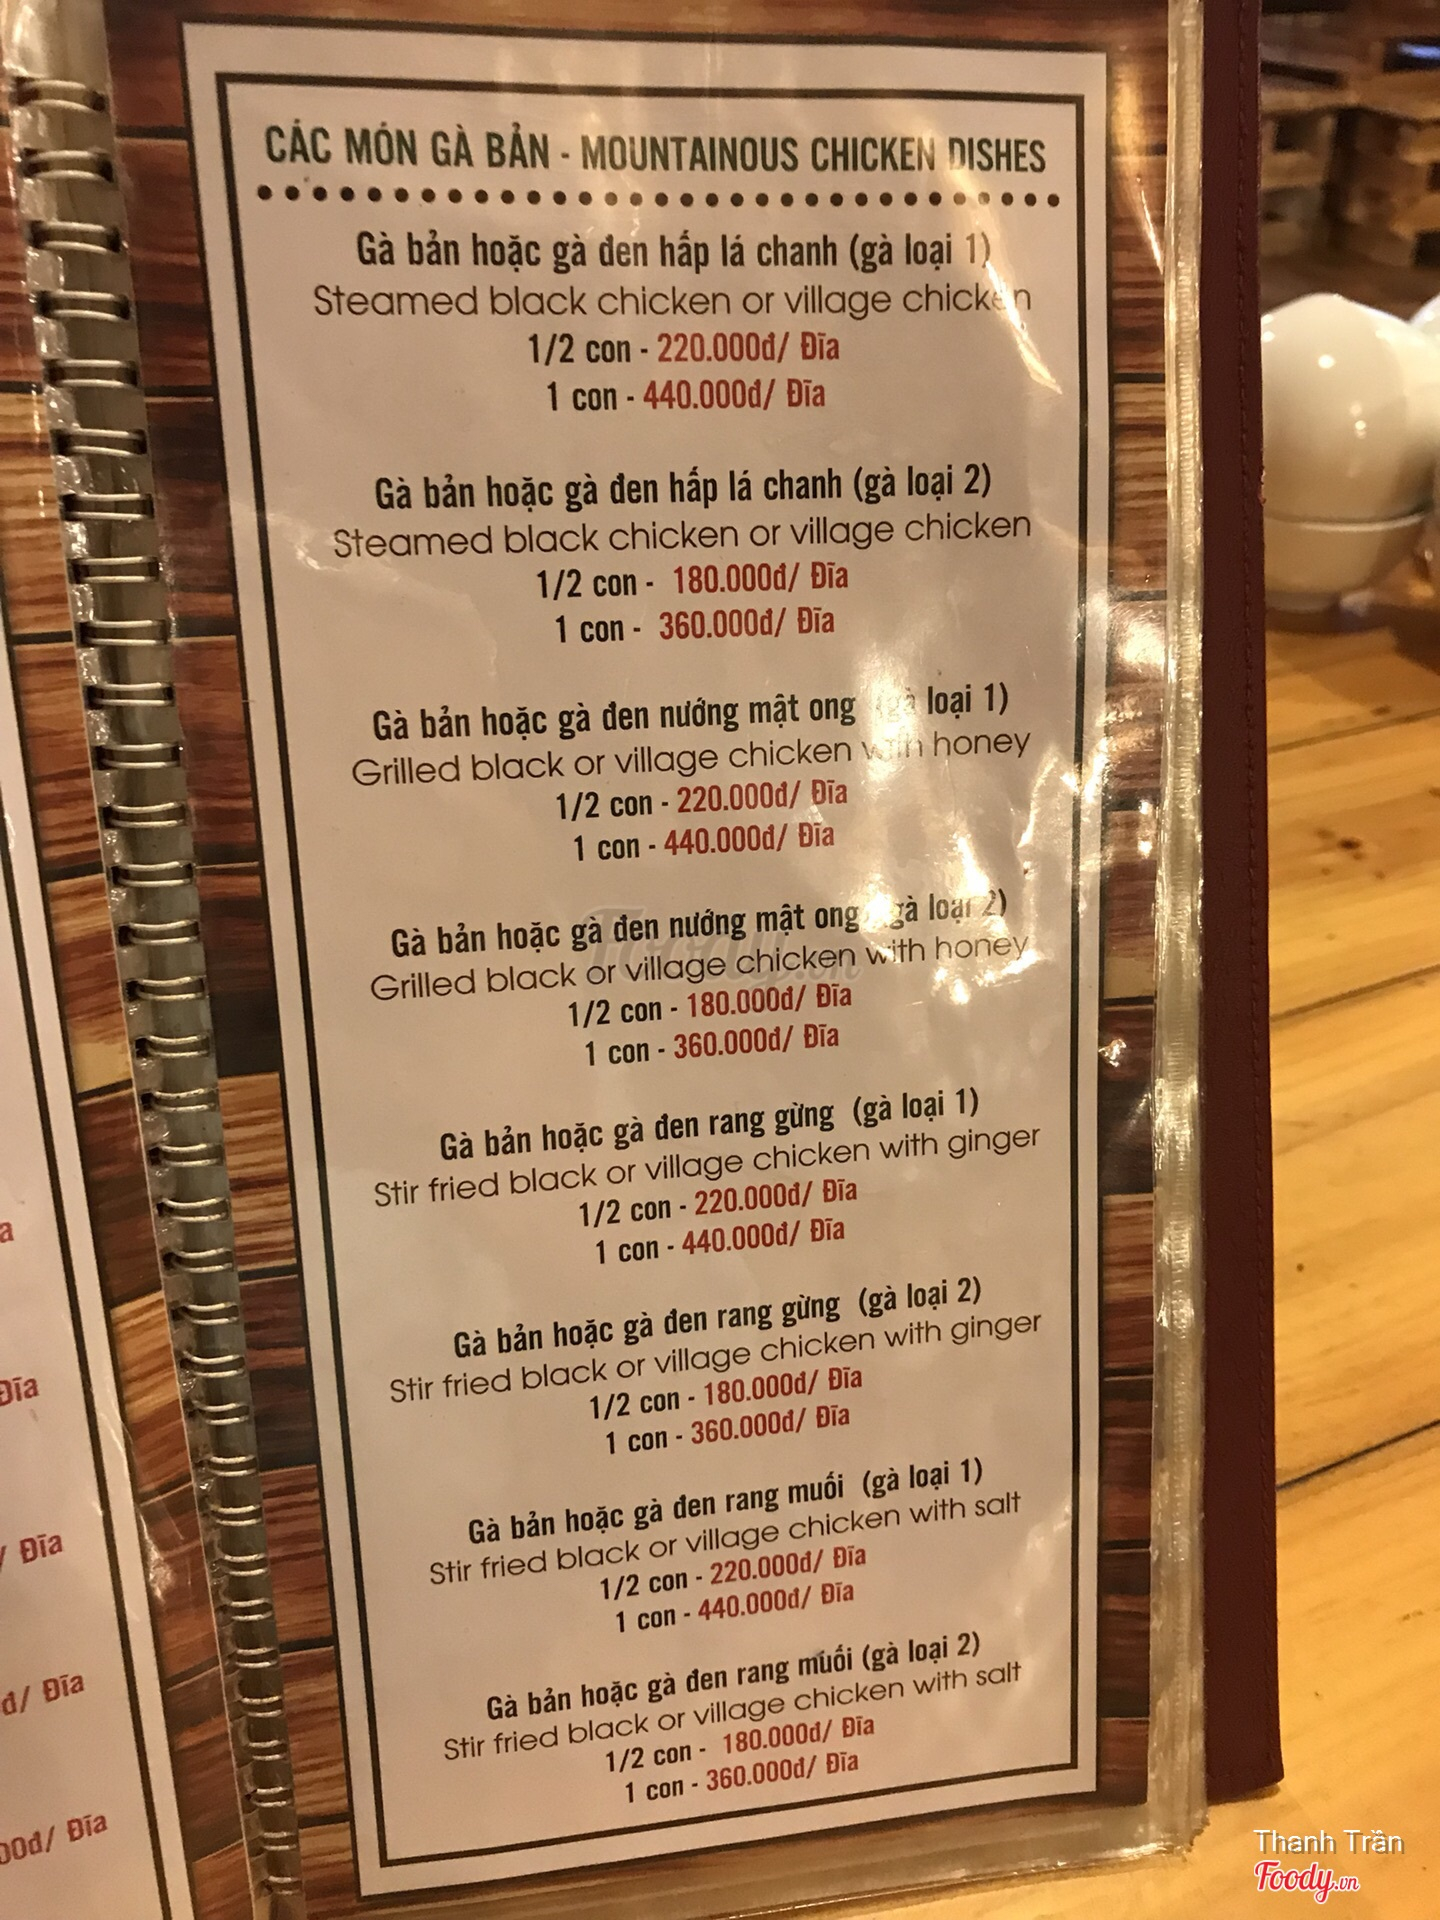 CÁC MÓN GÀ BẢN - MOUNTAINOUS CHICKEN DISHES
Gà bản hoặc gà đen hấp lá chanh (gà loại 1)
Steamed black chicken or village chicken
1/2 con - 220.000đ/ Đĩa
1 con - 440.000đ/ Đĩa
Gà bản hoặc gà đen hấp lá chanh (gà loại 2)
Steamed black chicken or village chicken
1/2 con - 180.000đ/ Đĩa
1 con - 360.000đ/ Đĩa
Gà bản hoặc gà đen nướng mật ong (gà loại 1)
Grilled black or village chicken with honey
1/2 con - 220.000đ/ Đĩa
1 con - 440.000đ/ Đĩa
Gà bản hoặc gà đen nướng mật ong (gà loại 2)
Grilled black or village chicken with honey
1/2 con - 180.000đ/ Đĩa
1 con - 360.000đ/ Đĩa
Gà bản hoặc gà đen rang gừng (gà loại 1)
Stir fried black or village chicken with ginger
1/2 con - 220.000đ/ Đĩa
1 con - 440.000đ/ Đĩa
Gà bản hoặc gà đen rang gừng (gà loại 2)
Stir fried black or village chicken with ginger
1/2 con - 180.000đ/ Đĩa
1 con - 360.000đ/ Đĩa
Gà bản hoặc gà đen rang muối (gà loại 1)
Stir fried black or village chicken with salt
1/2 con - 220.000đ/ Đĩa
1 con - 440.000đ/ Đĩa
Gà bản hoặc gà đen rang muối (gà loại 2)
Stir fried black or village chicken with salt
1/2 con - 180.000đ/ Đĩa
1 con - 360.000đ/ Đĩa
Đĩa
/ Đĩa
đ/ Đĩa
00đ/ Đĩa
Foody.vn
Thanh Trần
Foody.vn